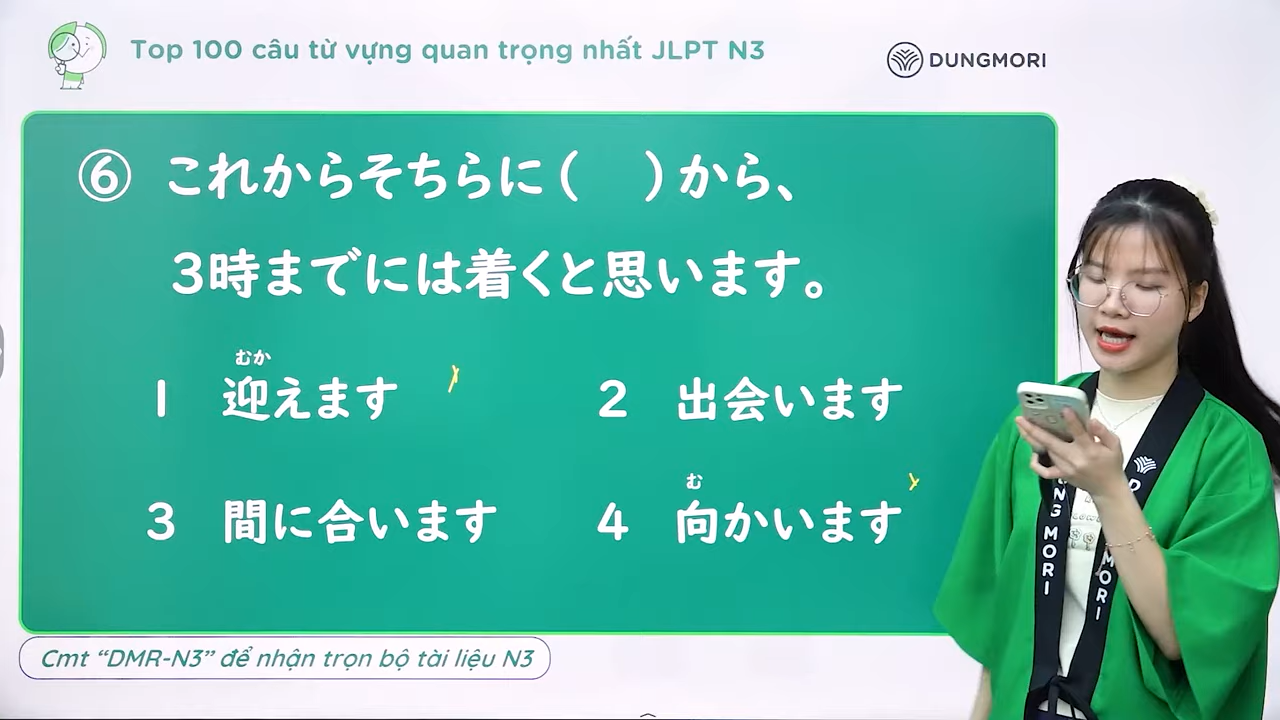 Top 100 câu từ vựng quan trọng nhất JLPT N3
DUNGMORI
⑥ これからそちらに(　　)から、
3時までには着くと思います。
むか
1 迎えます
2 出会います
3 間に合います
む
4 向かいます
Cmt “DMR-N3” để nhận trọn bộ tài liệu N3
MORI
MORI